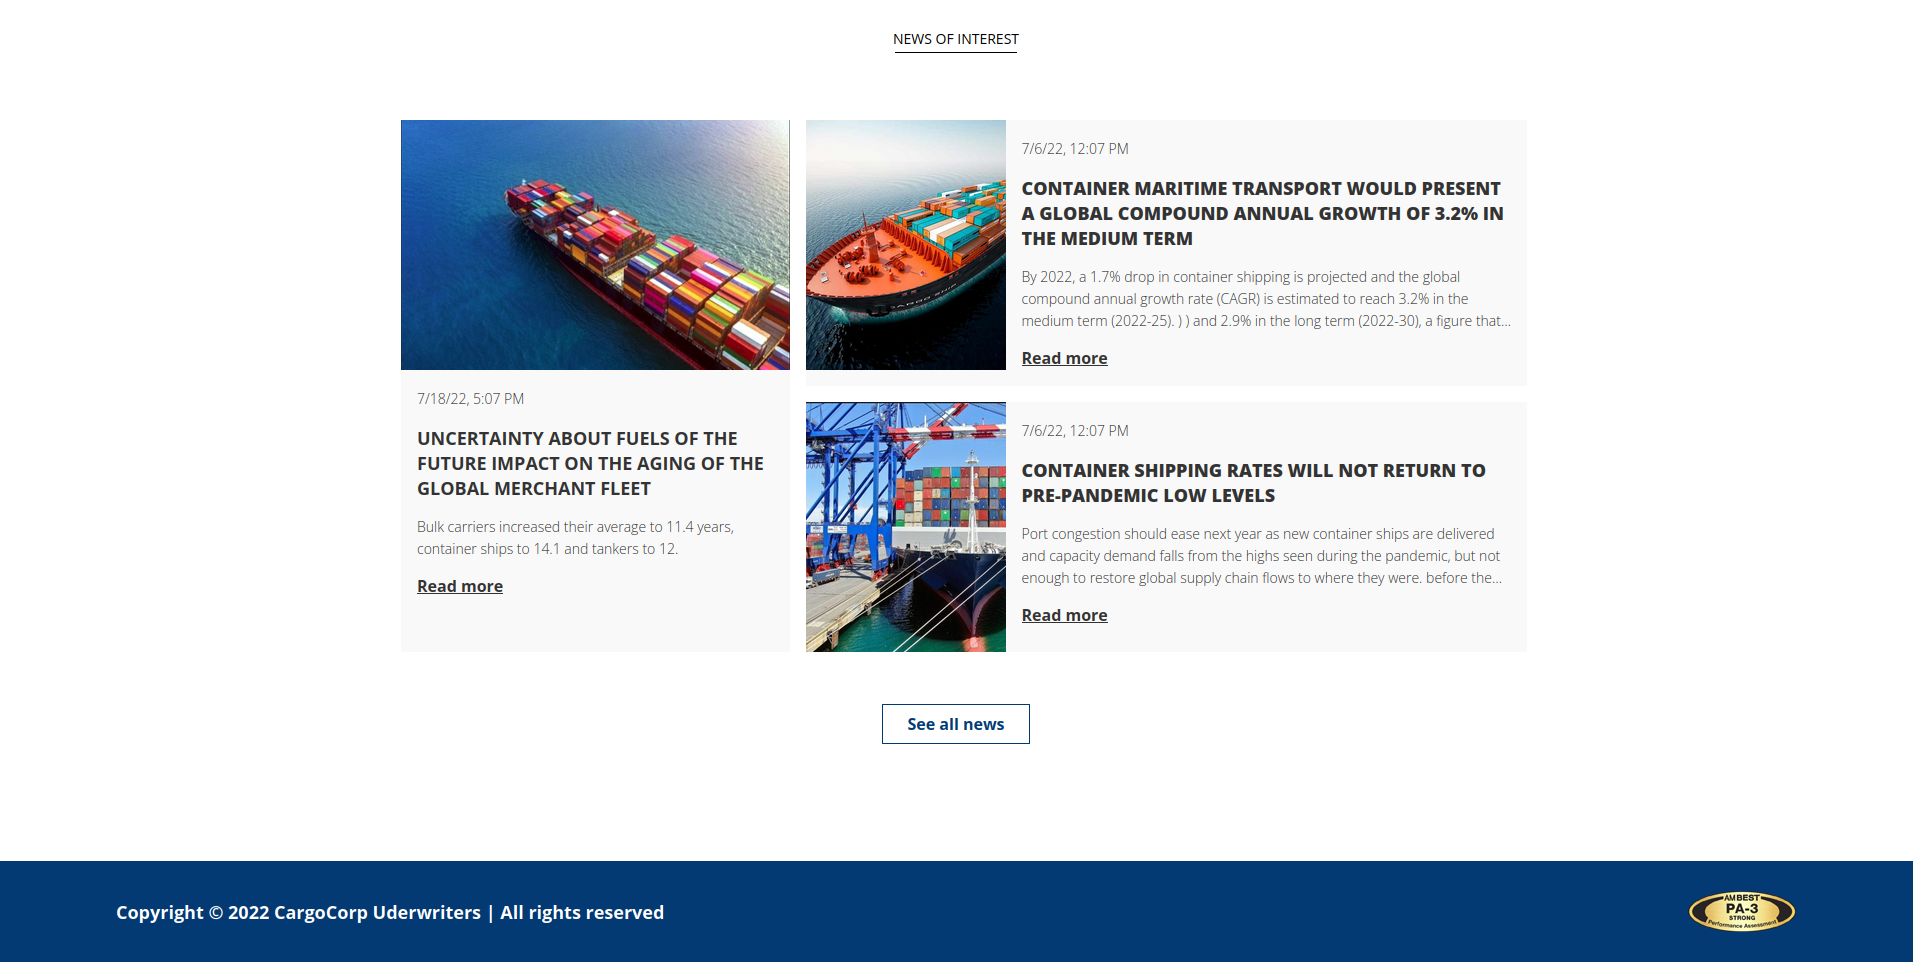 NEWS OF INTEREST
7/18/22, 5:07 PM
UNCERTAINTY ABOUT FUELS OF THE
FUTURE IMPACT ON THE AGING OF THE
GLOBAL MERCHANT FLEET
Bulk carriers increased their average to 11.4 years,
container ships to 14.1 and tankers to 12.
Read more
CARGO SHIP
7/6/22, 12:07 PM
CONTAINER MARITIME TRANSPORT WOULD PRESENT
A GLOBAL COMPOUND ANNUAL GROWTH OF 3.2% IN
THE MEDIUM TERM
By 2022, a 1.7% drop in container shipping is projected and the global
compound annual growth rate (CAGR) is estimated to reach 3.2% in the
medium term (2022-25). ) ) and 2.9% in the long term (2022-30), a figure that...
Read more
7/6/22, 12:07 PM
CONTAINER SHIPPING RATES WILL NOT RETURN TO
PRE-PANDEMIC LOW LEVELS
Port congestion should ease next year as new container ships are delivered
and capacity demand falls from the highs seen during the pandemic, but not
enough to restore global supply chain flows to where they were. before the...
Read more
See all news
Copyright © 2022 CargoCorp Uderwriters | All rights reserved
AM BEST
PA-3
STRONG
Performance Assessment